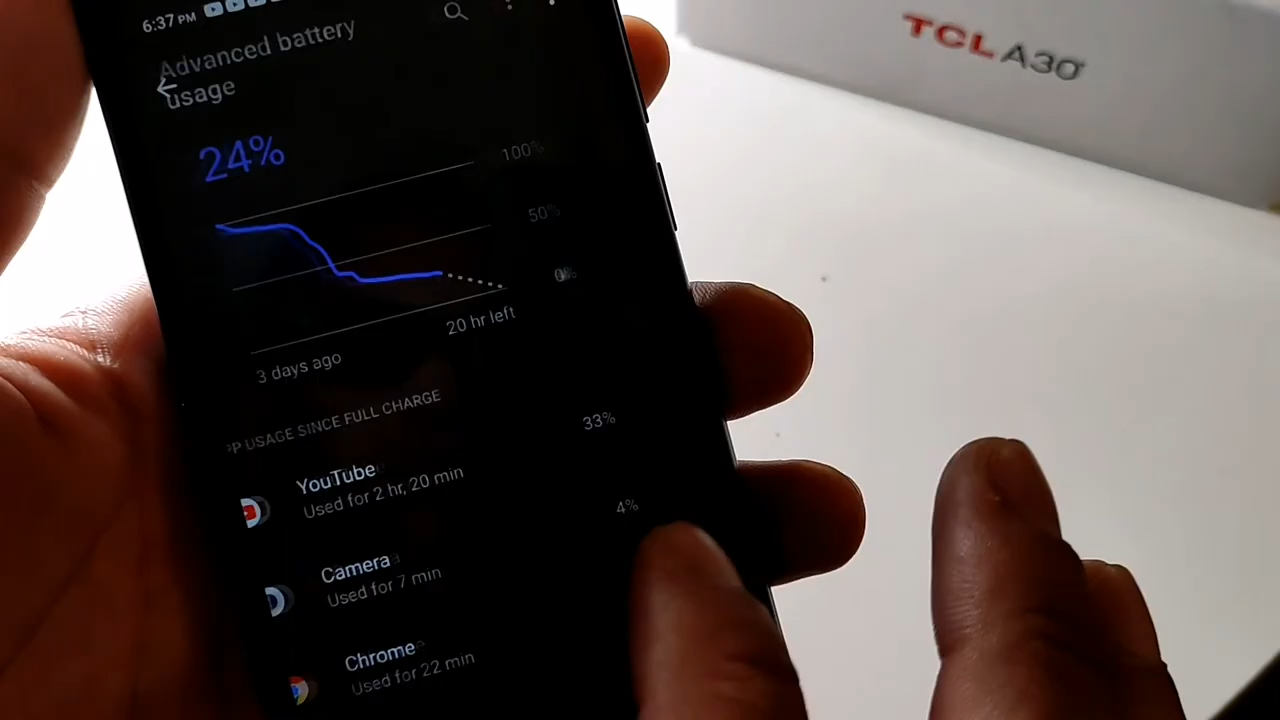 6:37 PM
Advanced battery
usage
24%
100%
50%
0%
20 hr left
3 days ago
USAGE SINCE FULL CHARGE
YouTube
33%
Used for 2 hr, 20 min
Camera
4%
Used for 7 min
Chrome
Used for 22 min
TCL A30